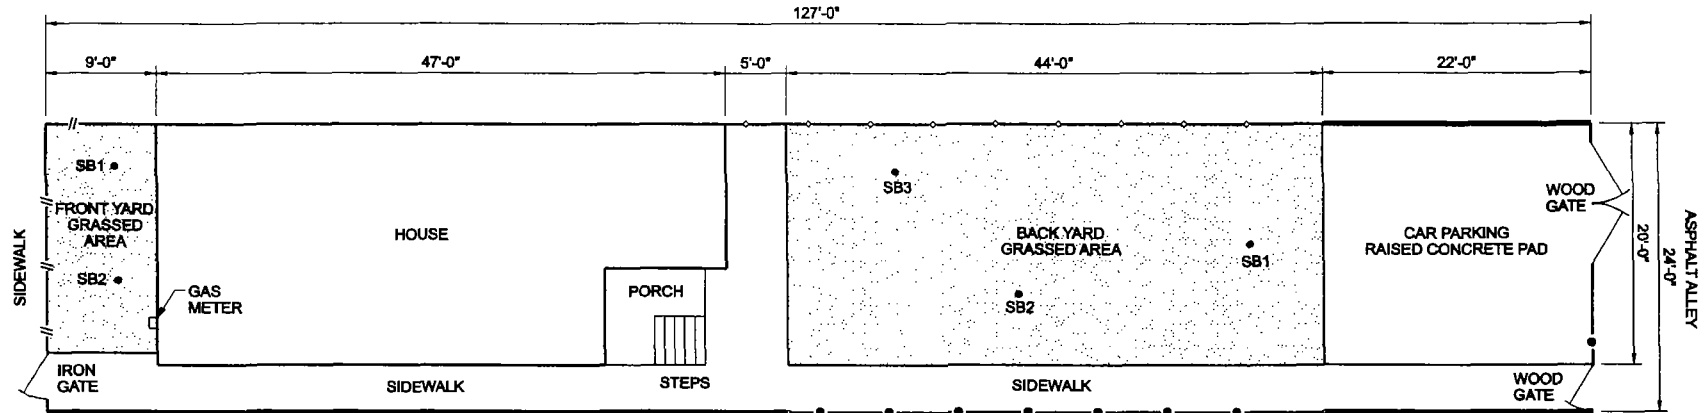 127'-0"
9'-0"
47'-0"
5'-0"
44'-0"
22'-0"
SIDEWALK
SB1
FRONT YARD
GRASSED
AREA
SB2
GAS
METER
HOUSE
PORCH
SB3
BACK YARD
GRASSED AREA
SB1
SB2
CAR PARKING
RAISED CONCRETE PAD
WOOD
GATE
20'-0"
24'-0"
ASPHALT ALLEY
IRON
GATE
SIDEWALK
STEPS
SIDEWALK
WOOD
GATE